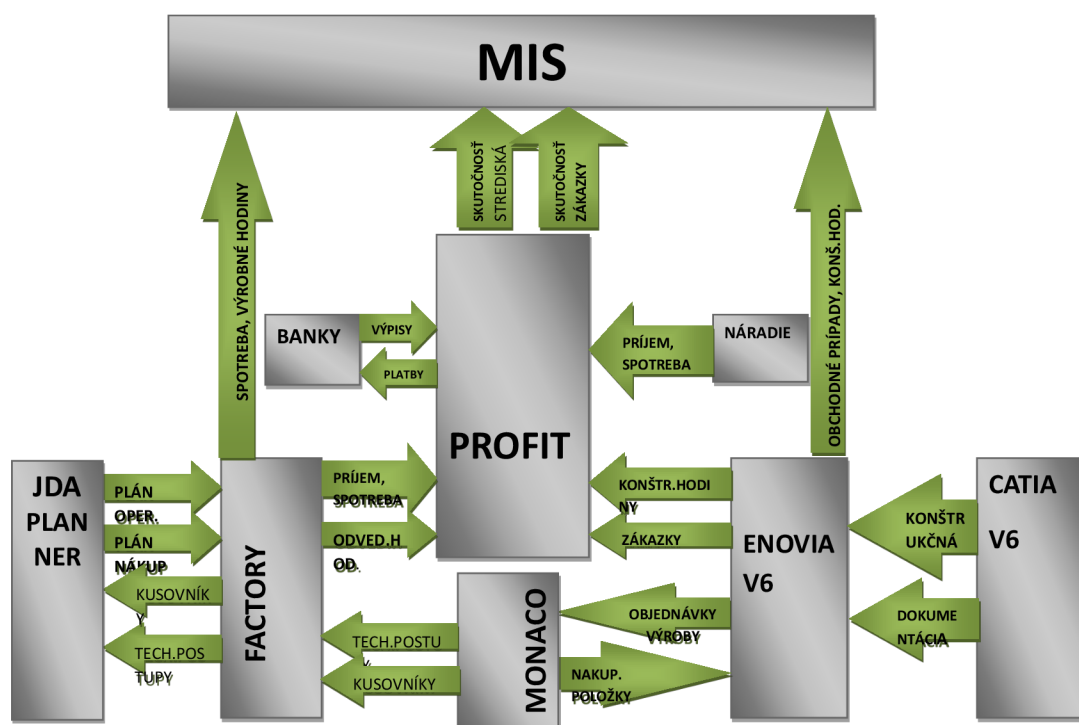 MIS
SKUTOČNOSŤ
STREDISKÁ
SKUTOČNOSŤ
ZÁKAZKY
SPOTREBA, VÝROBNÉ HODINY
OBCHODNÉ PRÍPADY, KONŠ.HOD.
BANKY
VÝPISY
PLATBY
PROFIT
PRÍJEM,
SPOTREBA
NÁRADIE
JDA
PLAN
NER
PLÁN
OPER.
PLÁN
NÁKUP
KUSOVNÍK
Y
TECH.POS
TUPY
FACTORY
PRÍJEM,
SPOTREBA
ODVED.H
OD.
KONŠTR.HODI
NY
ZÁKAZKY
ENOVIA
V6
KONŠTR
UKČNÁ
DOKUME
NTÁCIA
CATIA
V6
TECH.POSTU
KUSOVNÍKY
MONACO
OBJEDNÁVKY
VÝROBY
NAKUP.
POLOŽKY